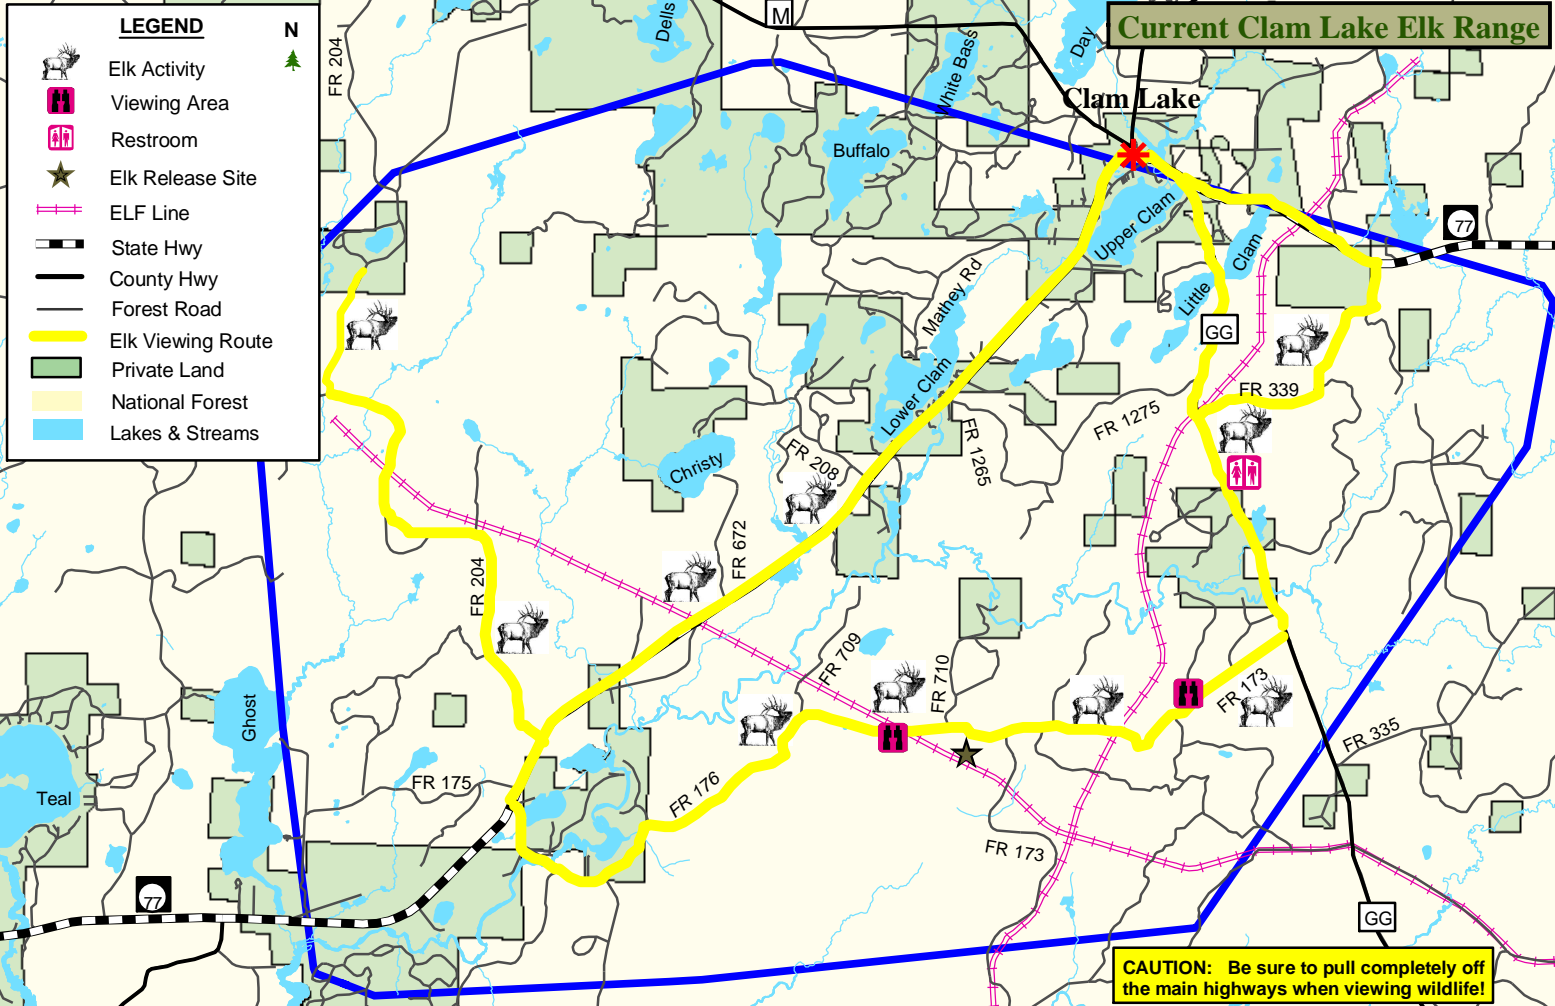 LEGEND
N
Elk Activity
Viewing Area
Restroom
Elk Release Site
ELF Line
State Hwy
County Hwy
Forest Road
Elk Viewing Route
Private Land
National Forest
Lakes & Streams
Current Clam Lake Elk Range
FR 204
Dells
M
White Bass
Day
Clam Lake
Buffalo
Upper Clam
77
Mathey Rd
Little
Clam
GG
Lower Clam
FR 339
FR 1275
FR 1265
FR 208
Christy
FR 672
FR 204
FR 709
FR 710
FR 173
FR 335
Ghost
Teal
FR 175
FR 176
FR 173
77
GG
CAUTION: Be sure to pull completely off
the main highways when viewing wildlife!